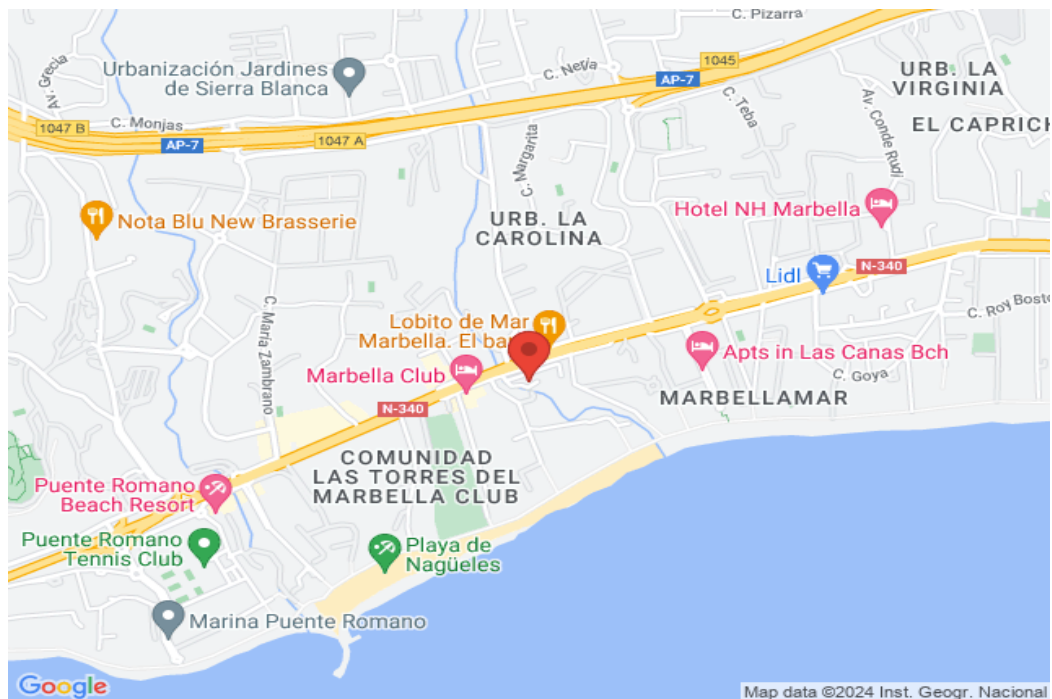 C. Pizarra
Urbanización Jardines
de Sierra Blanca
Av. Grecia
C. Neria
1045
AP-7
URB. LA
VIRGINIA
C. Teba
Av. Conde Rudi
EL CAPRICH
1047 B
C. Monjas
1047 A
AP-7
C. Margarita
Nota Blu New Brasserie
URB. LA
CAROLINA
Hotel NH Marbella
N-340
Lidl
C. Roy Bosto
C. María Zambrano
Lobito de Mar
Marbella. El ba
Marbella Club
Apts in Las Canas Bch
C. Goya
N-340
MARBELLAMAR
COMUNIDAD
LAS TORRES DEL
MARBELLA CLUB
Puente Romano
Beach Resort
Puente Romano
Tennis Club
Playa de
Nagüeles
Marina Puente Romano
Google
Map data ©2024 Inst. Geogr. Nacional